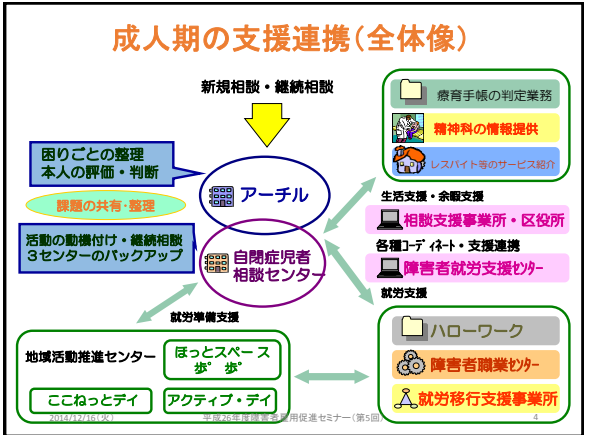 成人期の支援連携(全体像)
新規相談・継続相談
困りごとの整理
本人の評価・判断
課題の共有・整理
活動の動機付け・継続相談
3センターのバックアップ
アーチル
自閉症児者
相談センター
療育手帳の判定業務
精神科の情報提供
レスパイト等のサービス紹介
生活支援・余暇支援
相談支援事業所・区役所
各種コーディネート・支援連携
障害者就労支援センター
就労支援
ハローワーク
障害者職業センター
就労移行支援事業所
就労準備支援
地域活動推進センター
ほっとスペース
歩゜歩゜
ここねっとデイ
アクティブ・デイ
2014/12/16(火)
平成26年度障害者雇用促進セミナー(第5回)
4